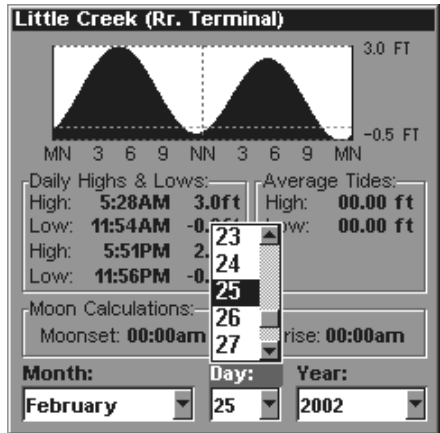 Little Creek (Rr. Terminal)
3.0 FT
-0.5 FT
MN 3 6 9 NN 3 6 9 MN
Daily Highs & Lows: Average Tides:
High: 5:28AM 3.0ft High: 00.00 ft
Low: 11:54AM 00.00 ft
High: 5:51PM 2.
Low: 11:56PM -0.
23
24
25
26
27
Moon Calculations:
Moonset: 00:00am rise: 00:00am
Month: Day: Year:
February 25 2002